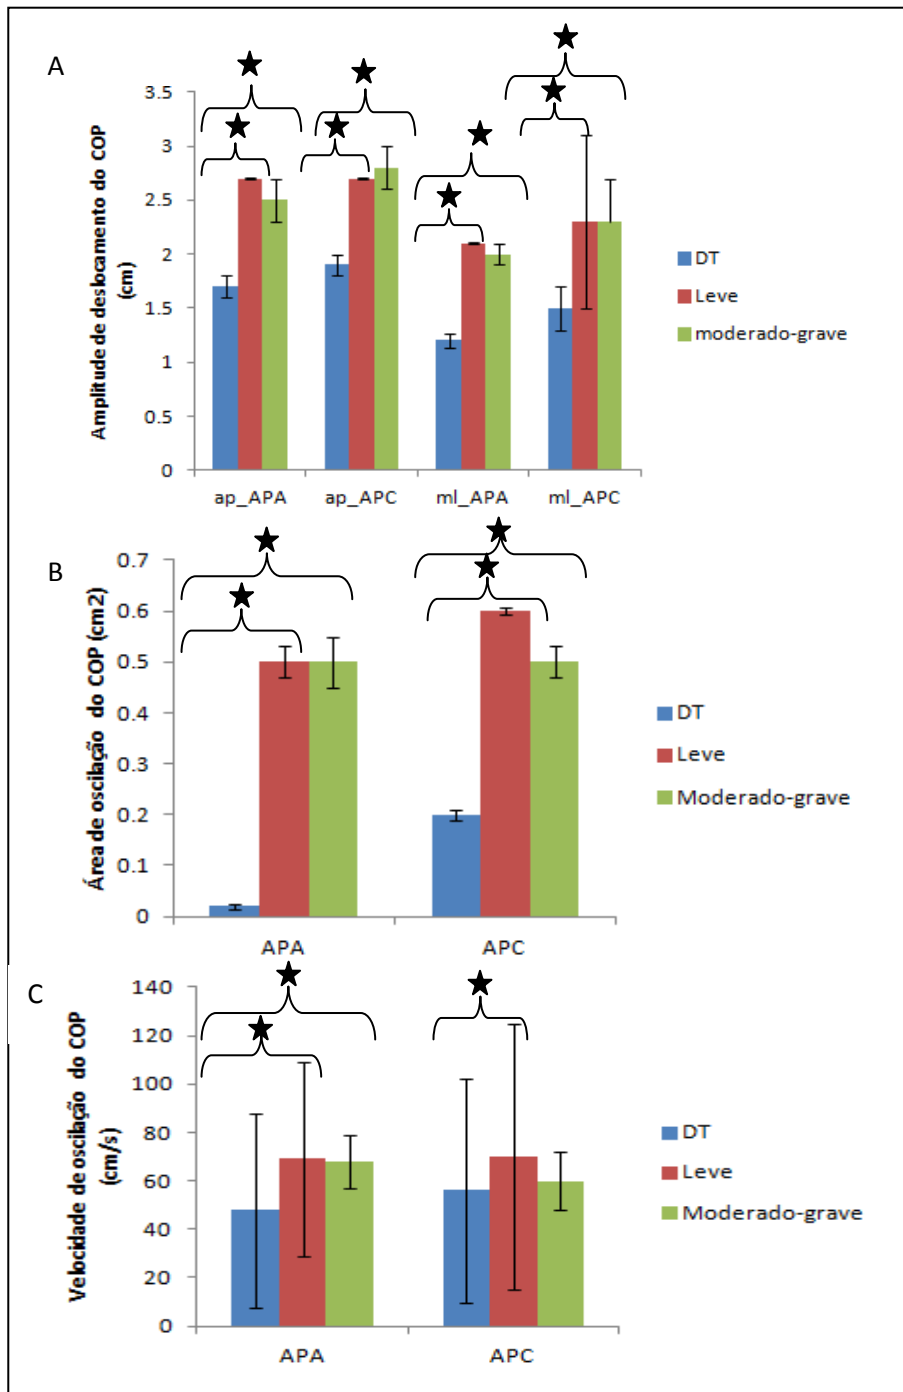 A
Amplitude de deslocamento do COP
(cm)
3.5
3
2.5
2
1.5
1
0.5
0
ap_APA ap_APC ml_APA ml_APC
DT
Leve
moderado-grave
B
Área de oscilação do COP (cm2)
0.7
0.6
0.5
0.4
0.3
0.2
0.1
0
APA APC
DT
Leve
Moderado-grave
C
Velocidade de oscilação do COP
(cm/s)
140
120
100
80
60
40
20
0
APA APC
DT
Leve
Moderado-grave